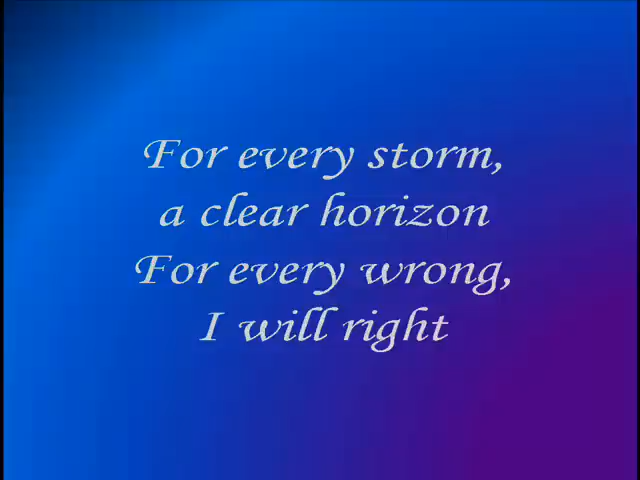 For every storm,
a clear horizon
For every wrong,
I will right